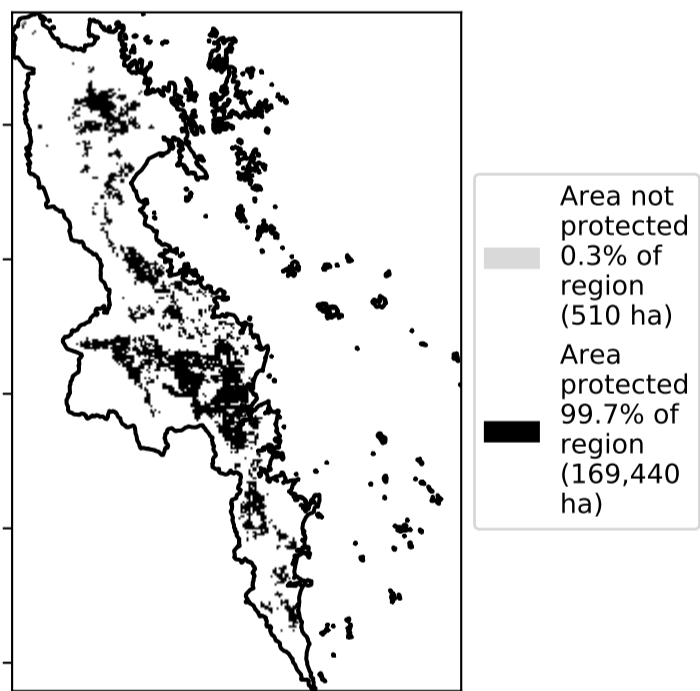 Area not
protected
0.3% of
region
(510 ha)
Area
protected
99.7% of
region
(169,440
ha)